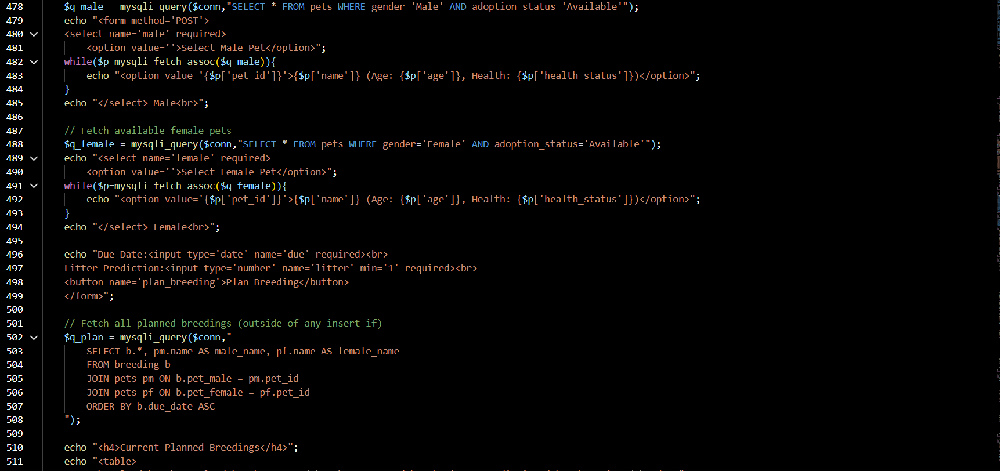 478 $q_male = mysqli_query($conn,"SELECT * FROM pets WHERE gender='Male' AND adoption_status='Available'");
479 echo "<form method='POST'>
480 <select name='male' required>
481 <option value=''>Select Male Pet</option>";
482 while($p=mysqli_fetch_assoc($q_male)){
483 echo "<option value='{$p['pet_id']}'>{$p['name']} (Age: {$p['age']}, Health: {$p['health_status']})</option>";
484 }
485 echo "</select> Male<br>";
486
487 // Fetch available female pets
488 $q_female = mysqli_query($conn,"SELECT * FROM pets WHERE gender='Female' AND adoption_status='Available'");
489 echo "<select name='female' required>
490 <option value=''>Select Female Pet</option>";
491 while($p=mysqli_fetch_assoc($q_female)){
492 echo "<option value='{$p['pet_id']}'>{$p['name']} (Age: {$p['age']}, Health: {$p['health_status']})</option>";
493 }
494 echo "</select> Female<br>";
495
496 echo "Due Date:<input type='date' name='due' required><br>
497 Litter Prediction:<input type='number' name='litter' min='1' required><br>
498 <button name='plan_breeding'>Plan Breeding</button>
499 </form>";
500
501 // Fetch all planned breedings (outside of any insert if)
502 $q_plan = mysqli_query($conn,"
503 SELECT b.*, pm.name AS male_name, pf.name AS female_name
504 FROM breeding b
505 JOIN pets pm ON b.pet_male = pm.pet_id
506 JOIN pets pf ON b.pet_female = pf.pet_id
507 ORDER BY b.due_date ASC
508 ");
509
510 echo "<h4>Current Planned Breedings</h4>";
511 echo "<table>